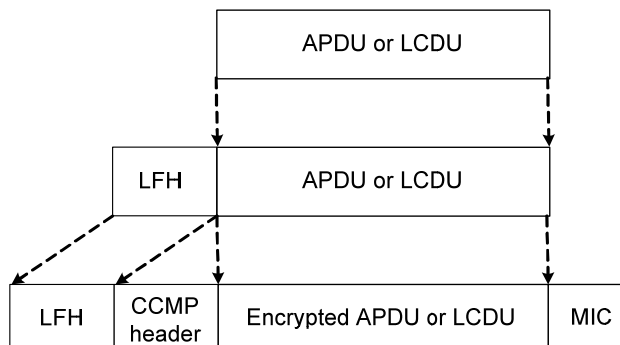 APDU or LCDU
LFH
APDU or LCDU
LFH
CCMP
header
Encrypted APDU or LCDU
MIC